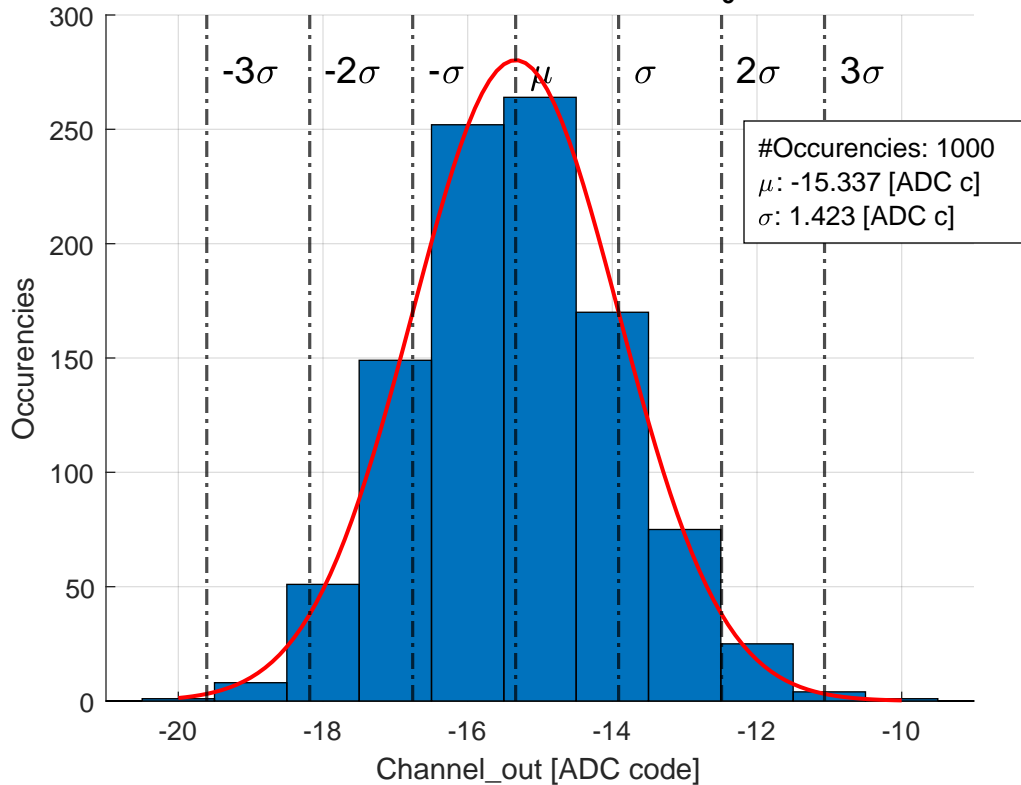 300
250
200
150
100
50
0
Occurencies
-3σ -2σ -σ μ σ 2σ 3σ
#Occurencies: 1000
μ: -15.337 [ADC c]
σ: 1.423 [ADC c]
-20 -18 -16 -14 -12 -10
Channel_out [ADC code]